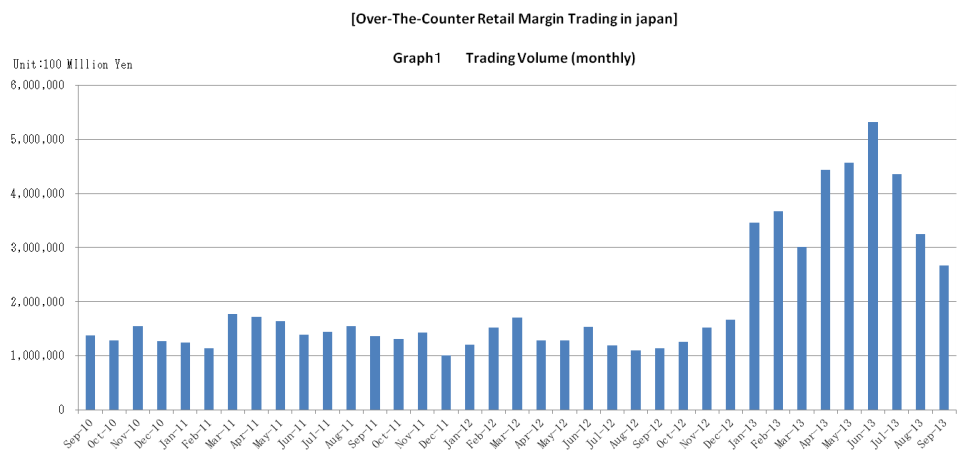 [Over-The-Counter Retail Margin Trading in japan]
Graph1 Trading Volume (monthly)
Unit:100 MIllion Yen
6,000,000
5,000,000
4,000,000
3,000,000
2,000,000
1,000,000
0
Sep-10
Oct-10
Nov-10
Dec-10
Jan-11
Feb-11
Mar-11
Apr-11
May-11
Jun-11
Jul-11
Aug-11
Sep-11
Oct-11
Nov-11
Dec-11
Jan-12
Feb-12
Mar-12
Apr-12
May-12
Jun-12
Jul-12
Aug-12
Sep-12
Oct-12
Nov-12
Dec-12
Jan-13
Feb-13
Mar-13
Apr-13
May-13
Jun-13
Jul-13
Aug-13
Sep-13